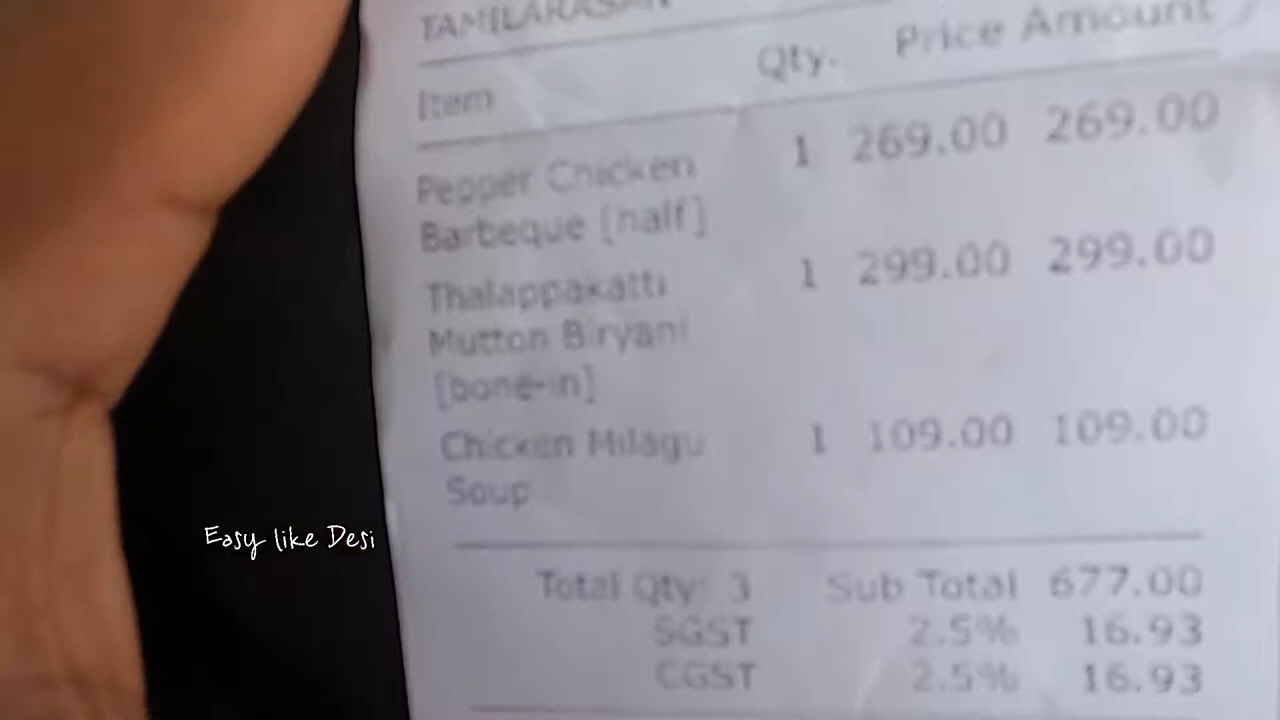 TAMILARASAN
Item Qty. Price Amount
Pepper Chicken 1 269.00 269.00
Barbeque [half]
Thalappakatti 1 299.00 299.00
Mutton Biryani
[bone-in]
Chicken Milagu 1 109.00 109.00
Soup
Total Qty: 3 Sub Total 677.00
SGST 2.5% 16.93
CGST 2.5% 16.93
Easy like Desi